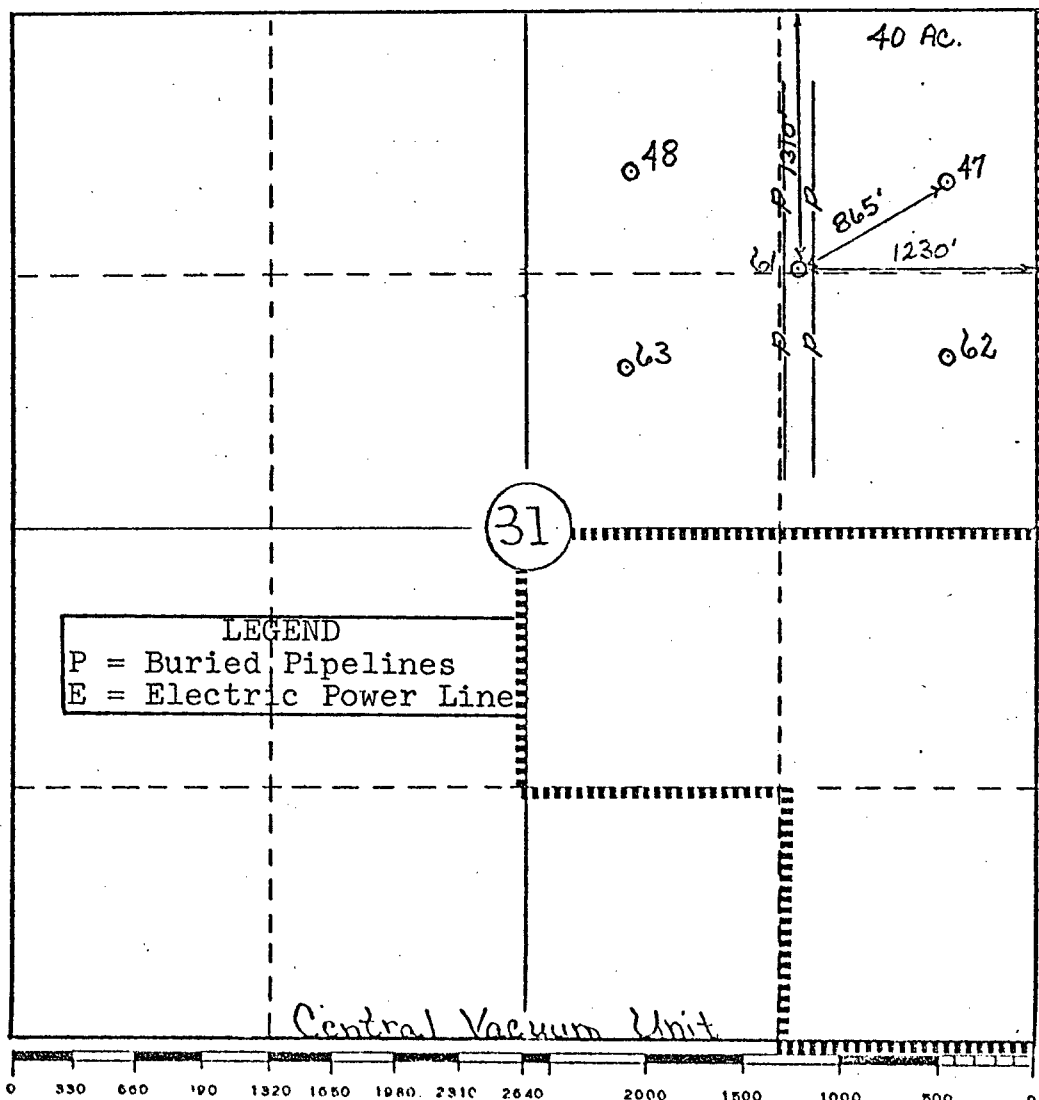 40 AC.
1310'
48
47
P P
865'
1230'
61
P P
63
62
31
LEGEND
P = Buried Pipelines
E = Electric Power Line
Central Vacuum Unit
0 330 660 990 1320 1650 1980. 2310 2640 2000 1500 1000 500 0